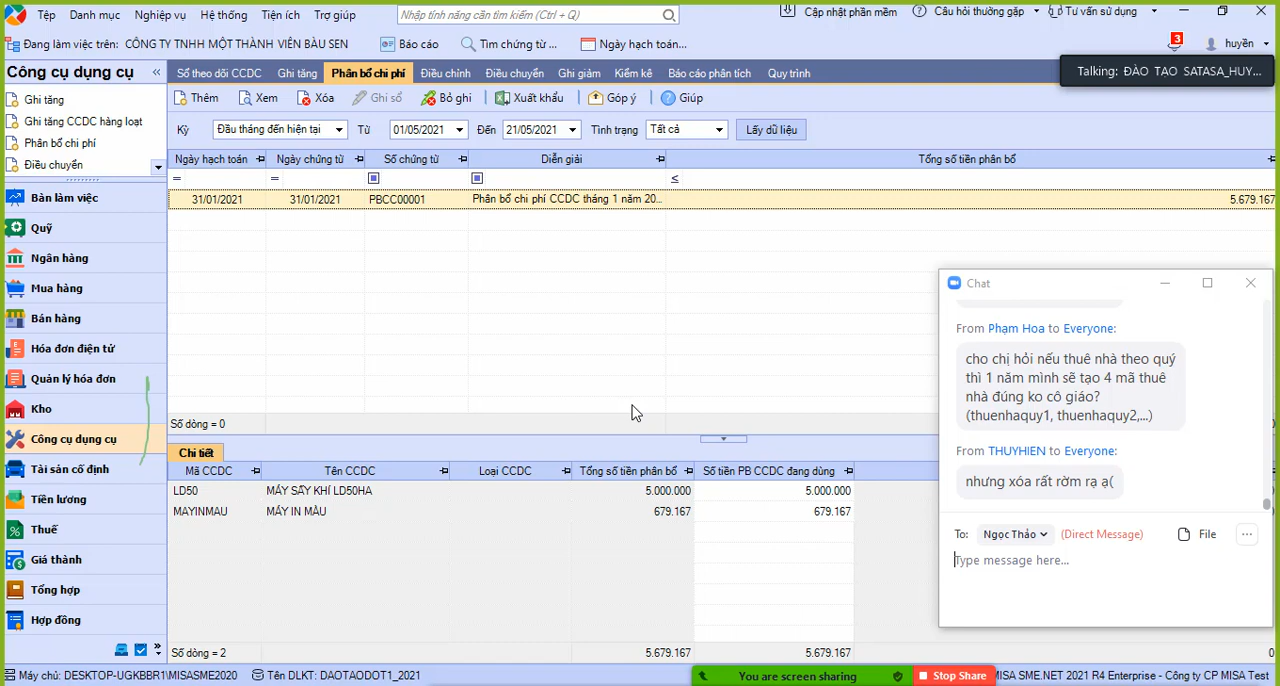 Tệp Danh mục Nghiệp vụ Hệ thống Tiện ích Trợ giúp Nhập tính năng cần tìm kiếm (Ctrl + Q) Cập nhật phần mềm Câu hỏi thường gặp Tư vấn sử dụng
Đang làm việc trên: CÔNG TY TNHH MỘT THÀNH VIÊN BÀU SEN Báo cáo Tìm chứng từ ... Ngày hạch toán... 3 huyền
Công cụ dụng cụ «
Sổ theo dõi CCDC Ghi tăng Phân bổ chi phí Điều chỉnh Điều chuyển Ghi giảm Kiểm kê Báo cáo phân tích Quy trình
Talking: ĐÀO TẠO SATASA_HUY...
Ghi tăng
Ghi tăng CCDC hàng loạt
Phân bổ chi phí
Điều chuyển
Thêm Xem Xóa Ghi sổ Bỏ ghi Xuất khẩu Góp ý Giúp
Kỳ Đầu tháng đến hiện tại Từ 01/05/2021 Đến 21/05/2021 Tình trạng Tất cả Lấy dữ liệu
Ngày hạch toán Ngày chứng từ Số chứng từ Diễn giải Tổng số tiền phân bổ
= = ≤
31/01/2021 31/01/2021 PBCC00001 Phân bổ chi phí CCDC tháng 1 năm 20... 5.679.167
Số dòng = 0
Bàn làm việc
Quỹ
Ngân hàng
Mua hàng
Bán hàng
Hóa đơn điện tử
Quản lý hóa đơn
Kho
Công cụ dụng cụ
Tài sản cố định
Tiền lương
Thuế
Giá thành
Tổng hợp
Hợp đồng
Chi tiết
Mã CCDC Tên CCDC Loại CCDC Tổng số tiền phân bổ Số tiền PB CCDC đang dùng
LD50 MÁY SẤY KHÍ LD50HA 5.000.000 5.000.000
MAYINMAU MÁY IN MÀU 679.167 679.167
Số dòng = 2 5.679.167 5.679.167 0
Chat
From Phạm Hoa to Everyone:
cho chị hỏi nếu thuê nhà theo quý
thì 1 năm mình sẽ tạo 4 mã thuê
nhà đúng ko cô giáo?
(thuenhaquy1, thuenhaquy2,...)
From THUYHIEN to Everyone:
nhưng xóa rất rờm rạ ạ(
To: Ngọc Thảo (Direct Message) File ...
Type message here...
Máy chủ: DESKTOP-UGKBBR1\MISASME2020 Tên DLKT: DAOTAODOT1_2021 You are screen sharing Stop Share MISA SME.NET 2021 R4 Enterprise - Công ty CP MISA Test